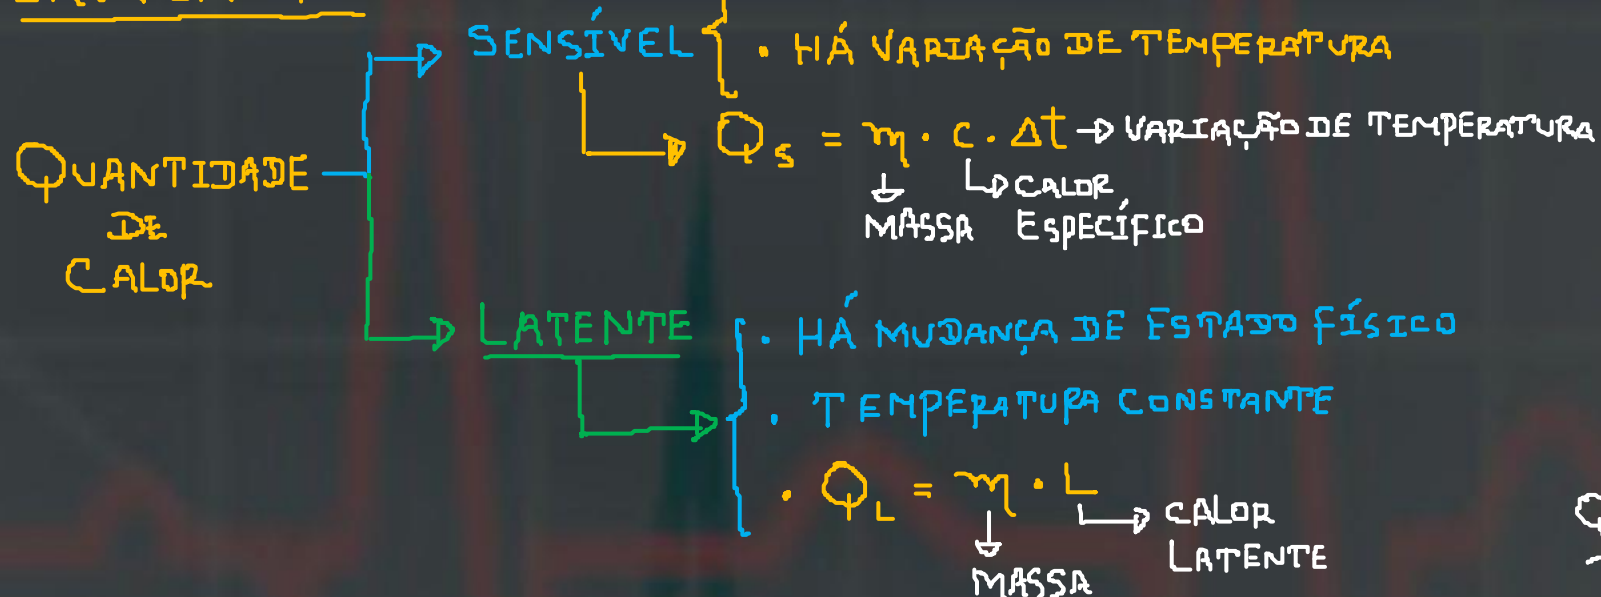 SENSÍVEL
. HÁ VARIAÇÃO DE TEMPERATURA
Qs = m . c . Δt → VARIAÇÃO DE TEMPERATURA
MASSA
CALOR
ESPECÍFICO
QUANTIDADE
DE
CALOR
LATENTE
. HÁ MUDANÇA DE ESTADO FÍSICO
. TEMPERATURA CONSTANTE
. QL = m . L
MASSA
CALOR
LATENTE